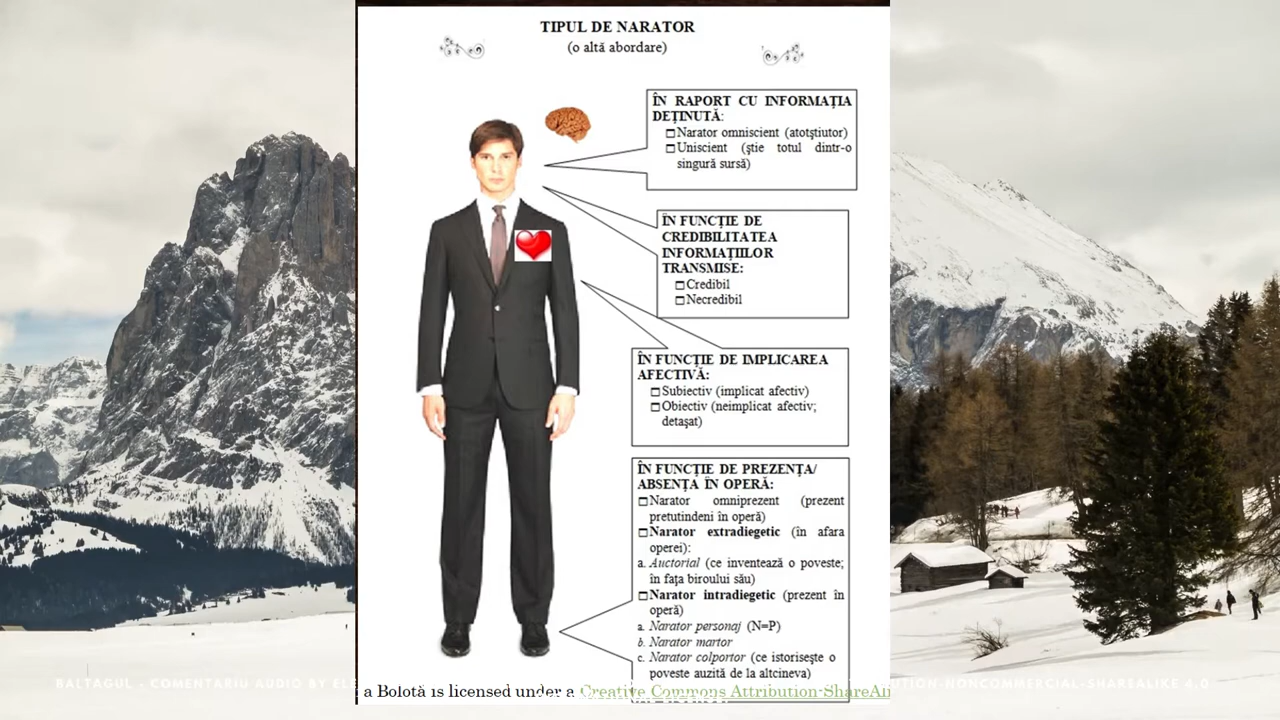 TIPUL DE NARATOR
(o altă abordare)
ÎN RAPORT CU INFORMAȚIA
DEȚINUTĂ:
Narator omniscient (atotştiutor)
Uniscient (ştie totul dintr-o
singură sursă)
ÎN FUNCȚIE DE
CREDIBILITATEA
INFORMAȚIILOR
TRANSMISE:
Credibil
Necredibil
ÎN FUNCȚIE DE IMPLICAREA
AFECTIVĂ:
Subiectiv (implicat afectiv)
Obiectiv (neimplicat afectiv;
detaşat)
ÎN FUNCȚIE DE PREZENȚA/
ABSENȚA ÎN OPERĂ:
Narator omniprezent (prezent
pretutindeni în operă)
Narator extradiegetic (în afara
operei):
a. Auctorial (ce inventează o poveste;
în fața biroului său)
Narator intradiegetic (prezent în
operă)
a. Narator personaj (N=P)
b. Narator martor
c. Narator colportor (ce istoriseşte o
poveste auzită de la altcineva)
BALTAGUL - COMENTARIU AUDIO BY
-NONCOMMERCIAL-SHAREALIKE 4.0
a Bolotă is licensed under a Creative Commons Attribution-ShareAl